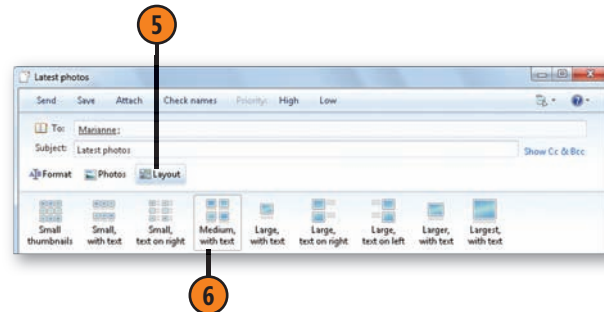 5
Latest photos
Send Save Attach Check names Priority: High Low
To: Marianne;
Subject: Latest photos Show Cc & Bcc
Format Photos Layout
Small thumbnails
Small, with text
Small, text on right
Medium, with text
Large, with text
Large, text on right
Large, text on left
Larger, with text
Largest, with text
6